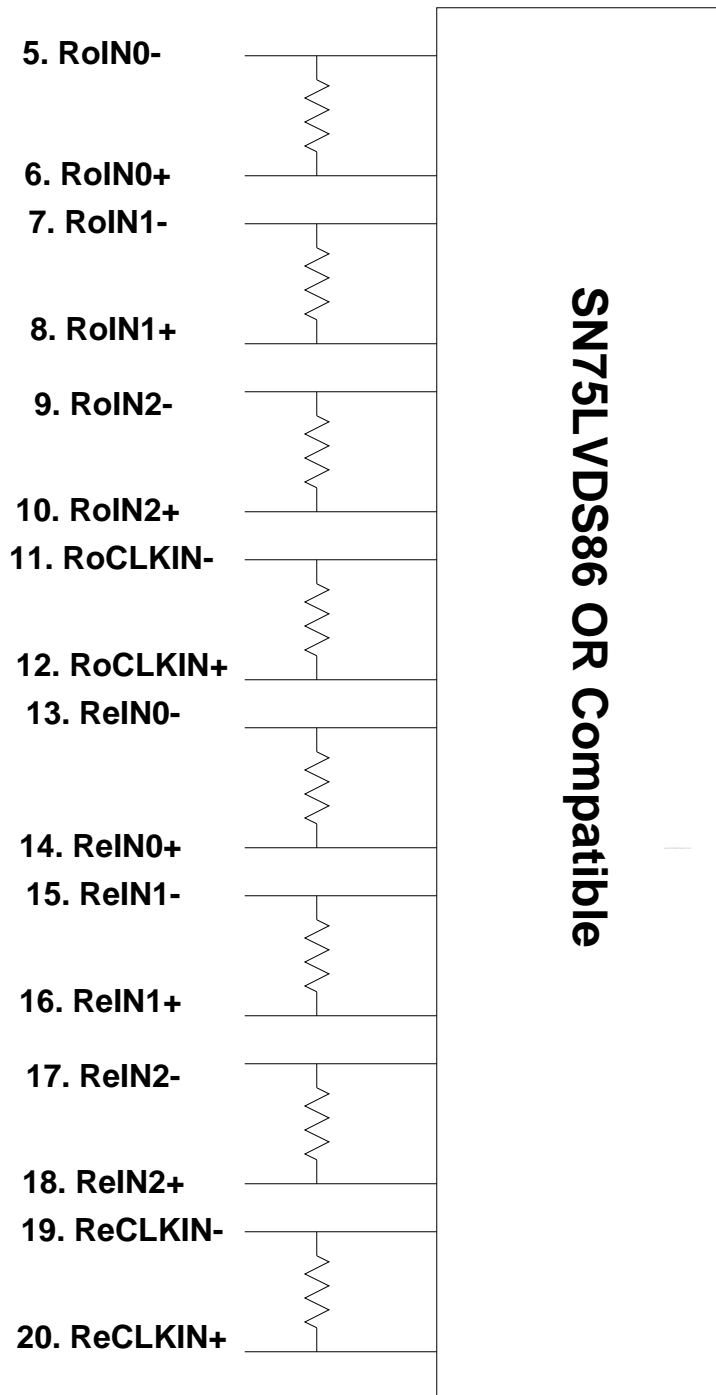 5. RoIN0-
6. RoIN0+
7. RoIN1-
8. RoIN1+
9. RoIN2-
10. RoIN2+
11. RoCLKIN-
12. RoCLKIN+
13. ReIN0-
14. ReIN0+
15. ReIN1-
16. ReIN1+
17. ReIN2-
18. ReIN2+
19. ReCLKIN-
20. ReCLKIN+
SN75LVDS86 OR Compatible